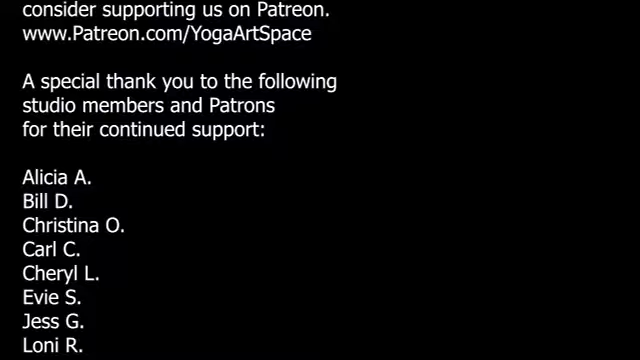 consider supporting us on Patreon.
www.Patreon.com/YogaArtSpace
A special thank you to the following
studio members and Patrons
for their continued support:
Alicia A.
Bill D.
Christina O.
Carl C.
Cheryl L.
Evie S.
Jess G.
Loni R.